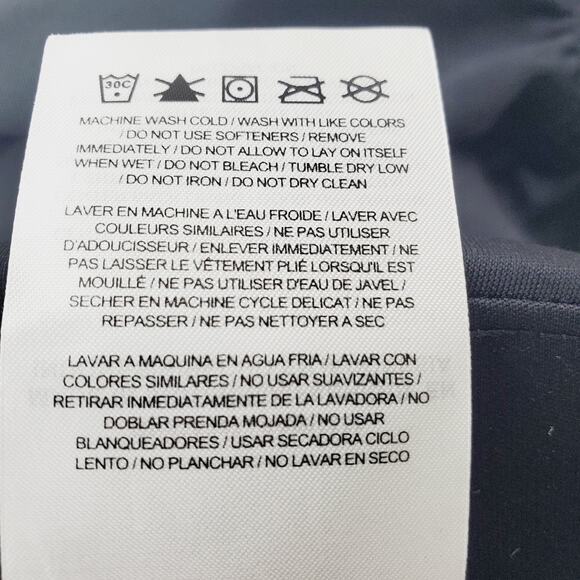 30C
MACHINE WASH COLD / WASH WITH LIKE COLORS
/ DO NOT USE SOFTENERS / REMOVE
IMMEDIATELY / DO NOT ALLOW TO LAY ON ITSELF
WHEN WET / DO NOT BLEACH / TUMBLE DRY LOW
/ DO NOT IRON / DO NOT DRY CLEAN
LAVER EN MACHINE A L'EAU FROIDE / LAVER AVEC
COULEURS SIMILAIRES / NE PAS UTILISER
D'ADOUCISSEUR / ENLEVER IMMEDIATEMENT / NE
PAS LAISSER LE VÊTEMENT PLIÉ LORSQU'IL EST
MOUILLÉ / NE PAS UTILISER D'EAU DE JAVEL /
SECHER EN MACHINE CYCLE DELICAT / NE PAS
REPASSER / NE PAS NETTOYER A SEC
LAVAR A MAQUINA EN AGUA FRIA / LAVAR CON
COLORES SIMILARES / NO USAR SUAVIZANTES /
RETIRAR INMEDIATAMENTE DE LA LAVADORA / NO
DOBLAR PRENDA MOJADA / NO USAR
BLANQUEADORES / USAR SECADORA CICLO
LENTO / NO PLANCHAR / NO LAVAR EN SECO